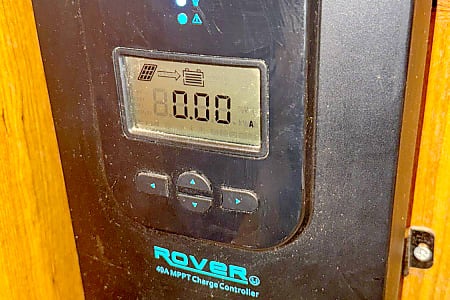 0.00
A
ROVER
40A MPPT Charge Controller